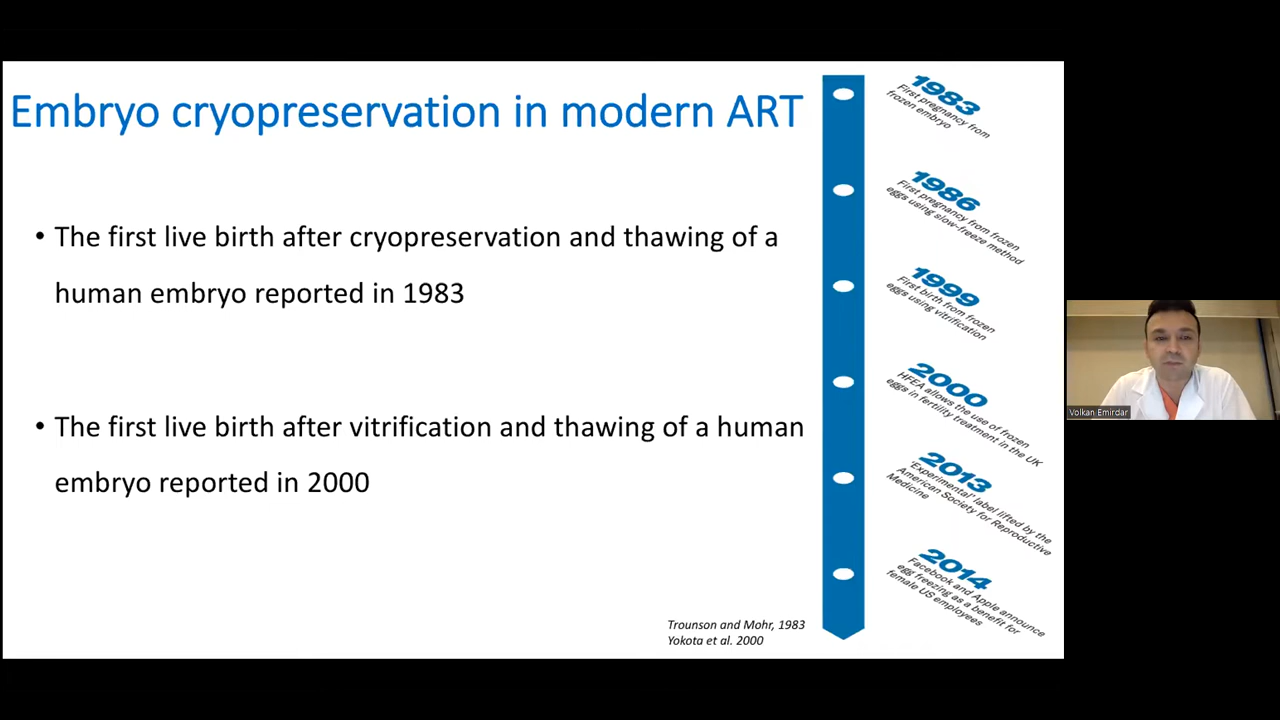 Embryo cryopreservation in modern ART
• The first live birth after cryopreservation and thawing of a
human embryo reported in 1983
• The first live birth after vitrification and thawing of a human
embryo reported in 2000
Trounson and Mohr, 1983
Yokota et al. 2000
1983
First pregnancy from
frozen embryo
1986
First pregnancy from frozen
eggs using slow-freeze method
1999
First birth from frozen
eggs using vitrification
2000
HFEA allows the use of frozen
eggs in fertility treatment in the UK
2013
'Experimental' label lifted by the
American Society for Reproductive
Medicine
2014
Facebook and Apple announce
egg freezing as a benefit for
female US employees
Volkan Emirdar